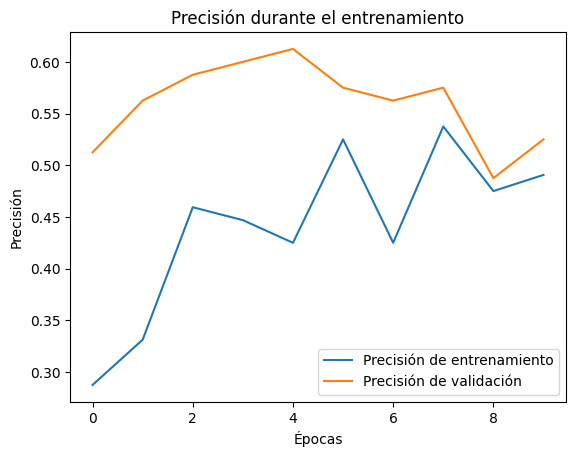 Precisión durante el entrenamiento
Precisión
0.60
0.55
0.50
0.45
0.40
0.35
0.30
Precisión de entrenamiento
Precisión de validación
0 2 4 6 8
Épocas